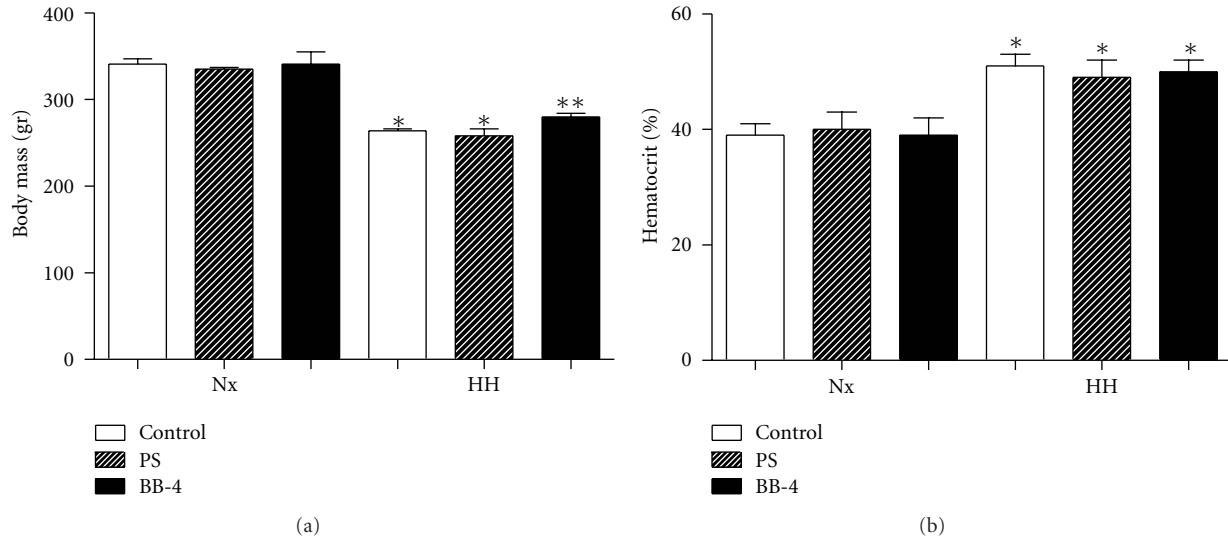 400
300
200
100
0
Body mass (gr)
*
*
**
Nx
HH
Control
PS
BB-4
(a)
60
40
20
0
Hematocrit (%)
*
*
*
Nx
HH
Control
PS
BB-4
(b)